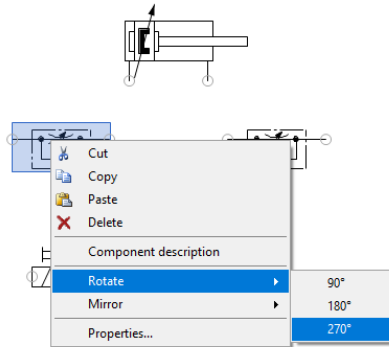 Cut
Copy
Paste
Delete
Component description
Rotate
90°
Mirror
180°
Properties...
270°